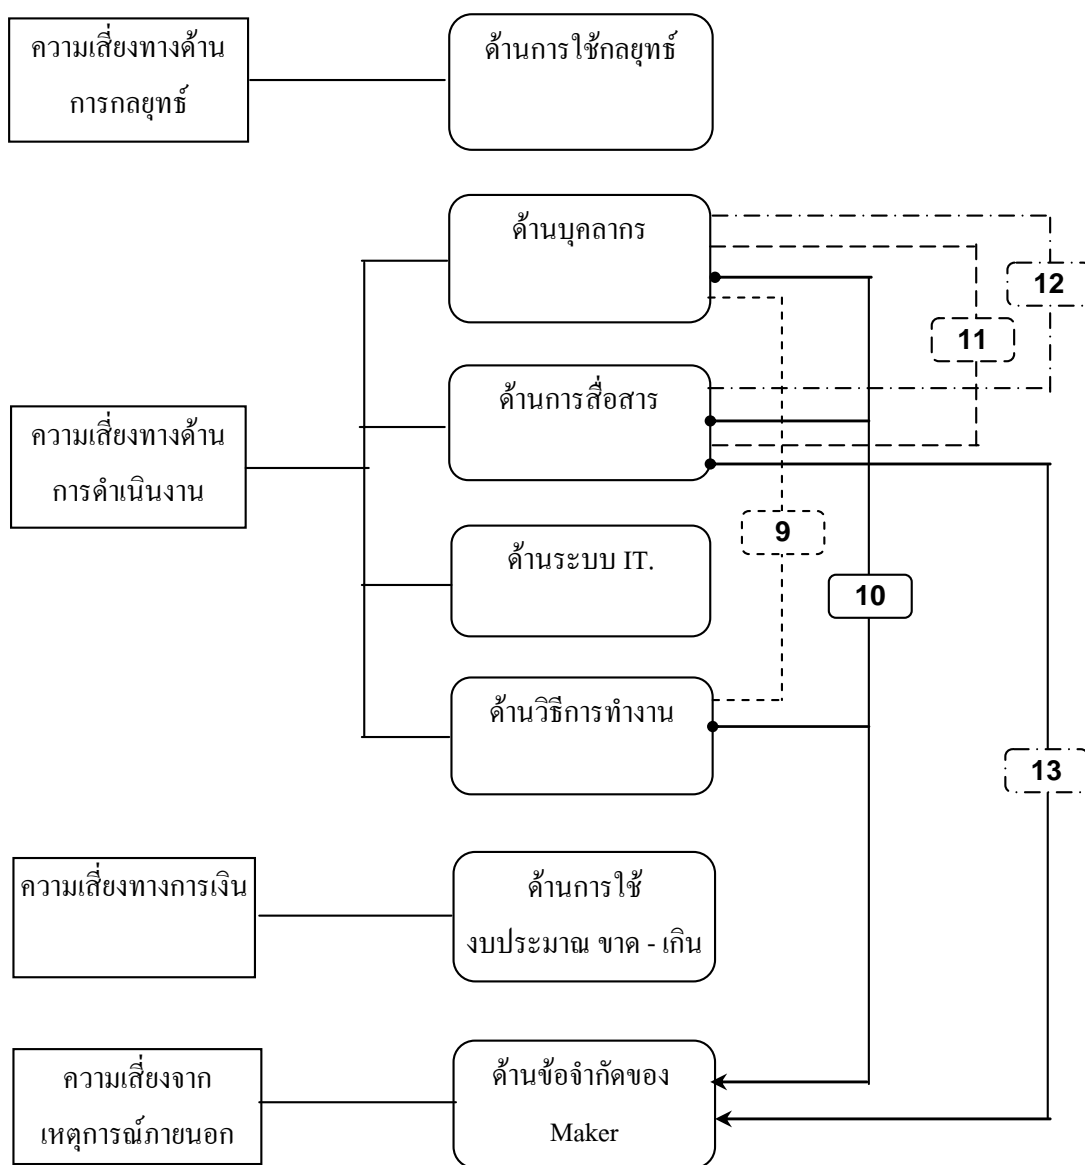 ความเสี่ยงทางด้าน
การกลยุทธ์
ด้านการใช้กลยุทธ์
ด้านบุคลากร
12
11
ด้านการสื่อสาร
ความเสี่ยงทางด้าน
การดำเนินงาน
9
ด้านระบบ IT.
10
ด้านวิธีการทำงาน
13
ความเสี่ยงทางการเงิน
ด้านการใช้
งบประมาณ ขาด - เกิน
ความเสี่ยงจาก
เหตุการณ์ภายนอก
ด้านข้อจำกัดของ
Maker